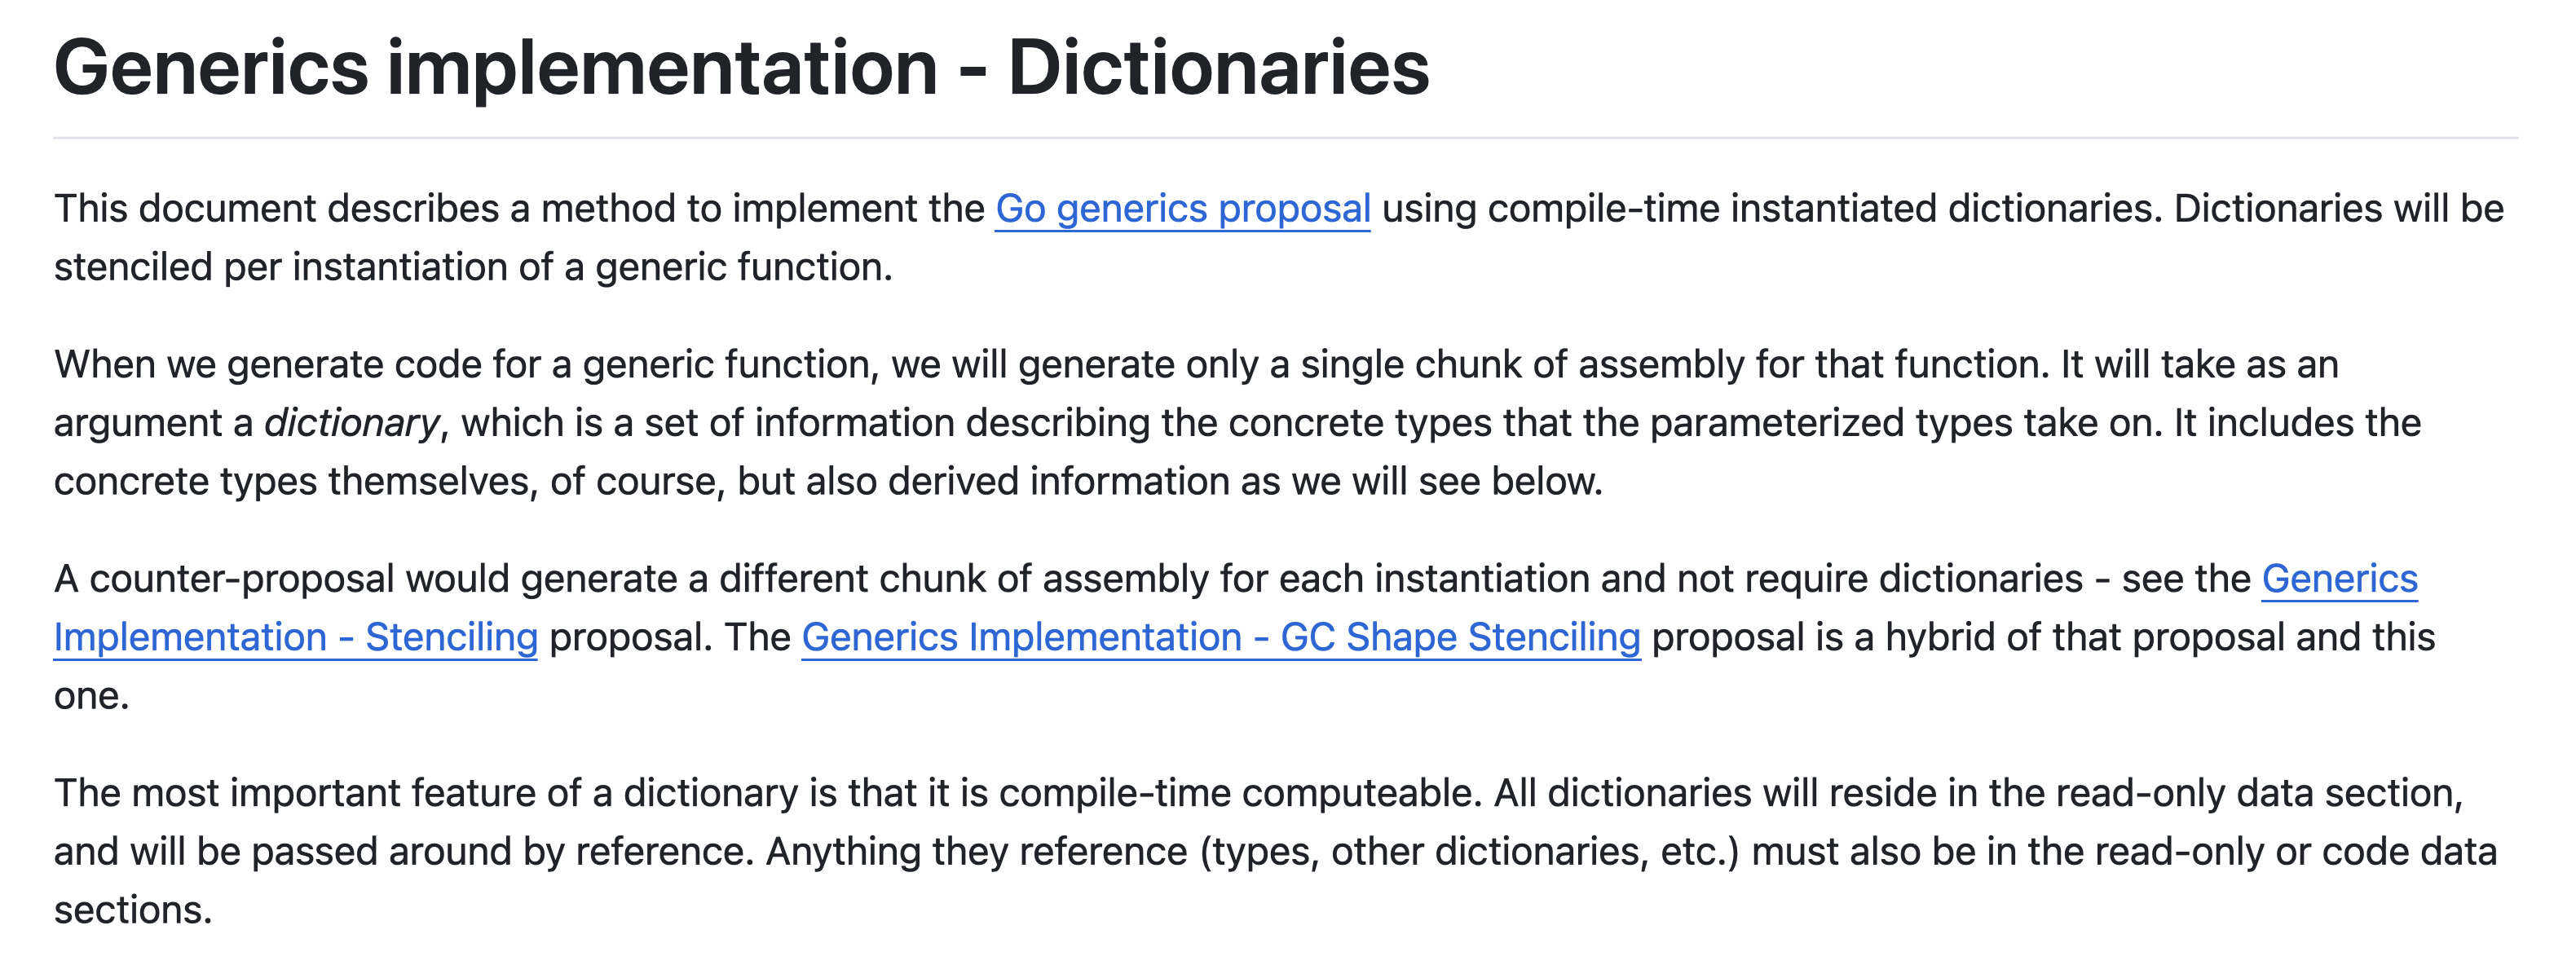 Generics implementation - Dictionaries
This document describes a method to implement the Go generics proposal using compile-time instantiated dictionaries. Dictionaries will be
stenciled per instantiation of a generic function.
When we generate code for a generic function, we will generate only a single chunk of assembly for that function. It will take as an
argument a dictionary, which is a set of information describing the concrete types that the parameterized types take on. It includes the
concrete types themselves, of course, but also derived information as we will see below.
A counter-proposal would generate a different chunk of assembly for each instantiation and not require dictionaries - see the Generics
Implementation - Stenciling proposal. The Generics Implementation - GC Shape Stenciling proposal is a hybrid of that proposal and this
one.
The most important feature of a dictionary is that it is compile-time computeable. All dictionaries will reside in the read-only data section,
and will be passed around by reference. Anything they reference (types, other dictionaries, etc.) must also be in the read-only or code data
sections.